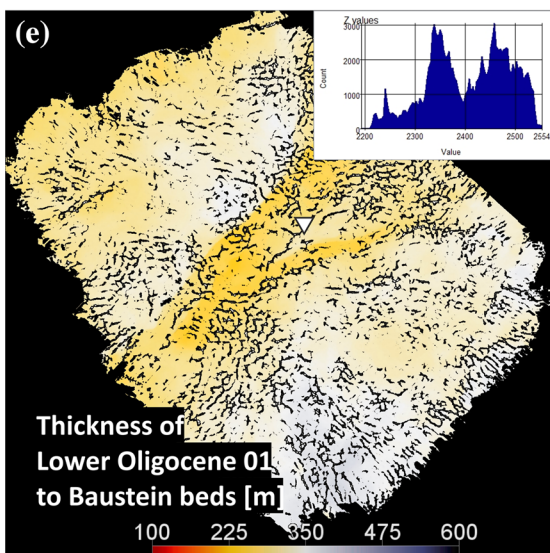 (e)
Z values
Count
3000
2000
1000
0
2200
2300
2400
2500
2554
Value
Thickness of
Lower Oligocene 01
to Baustein beds [m]
100 225 350 475 600